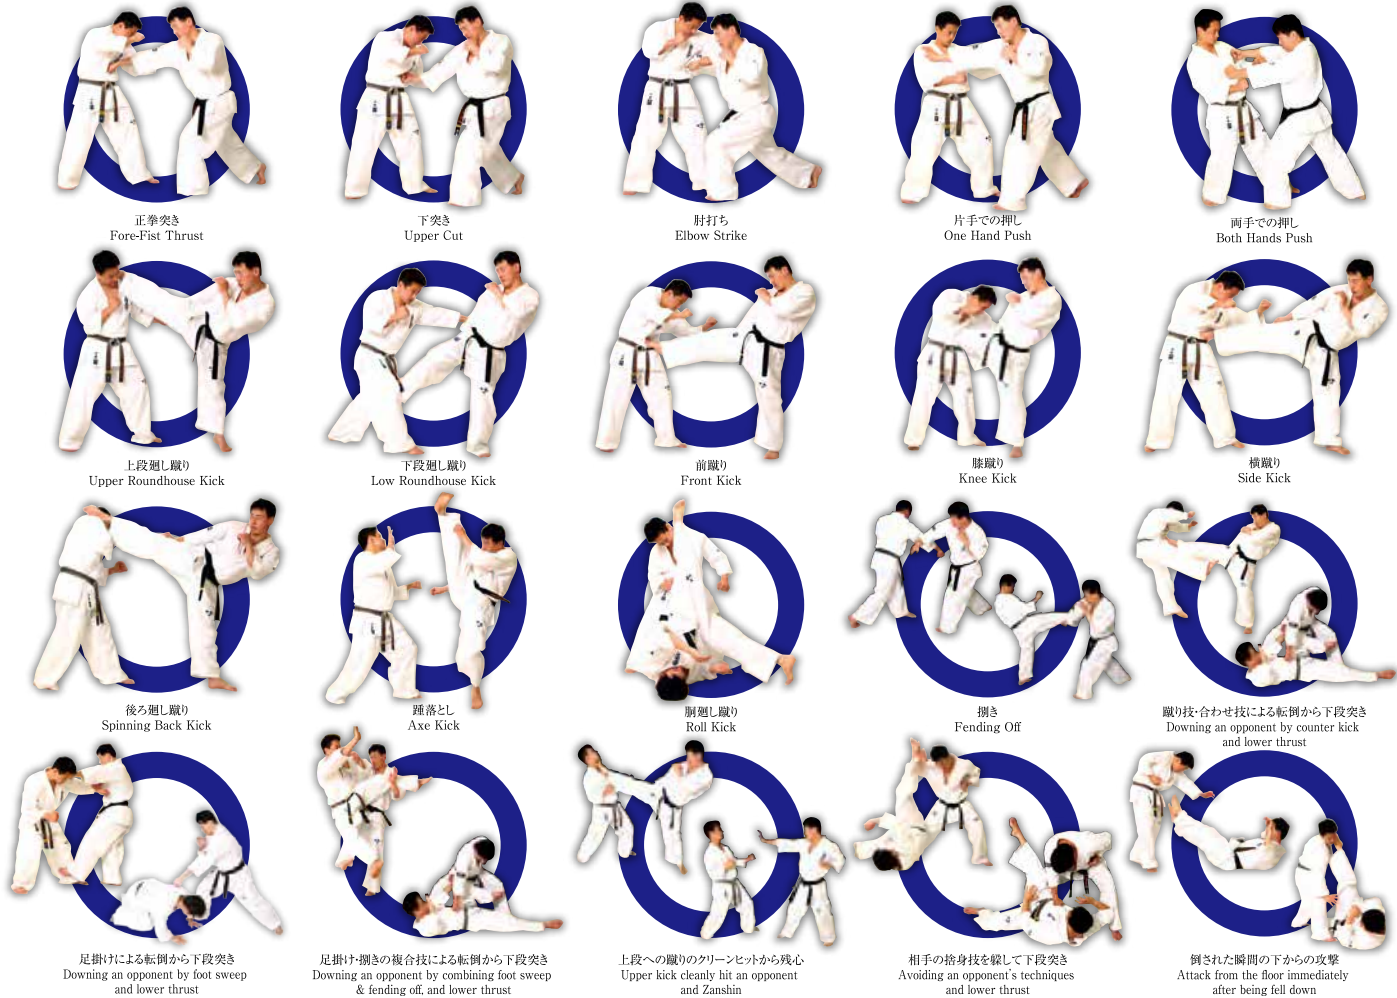 正拳突き
Fore-Fist Thrust
下突き
Upper Cut
肘打ち
Elbow Strike
片手での押し
One Hand Push
両手での押し
Both Hands Push
上段廻し蹴り
Upper Roundhouse Kick
下段廻し蹴り
Low Roundhouse Kick
前蹴り
Front Kick
膝蹴り
Knee Kick
横蹴り
Side Kick
後ろ廻し蹴り
Spinning Back Kick
踵落とし
Axe Kick
胴廻し蹴り
Roll Kick
捌き
Fending Off
蹴り技・合わせ技による転倒から下段突き
Downing an opponent by counter kick
and lower thrust
足掛けによる転倒から下段突き
Downing an opponent by foot sweep
and lower thrust
足掛け・捌きの複合技による転倒から下段突き
Downing an opponent by combining foot sweep
& fending off, and lower thrust
上段への蹴りのクリーンヒットから残心
Upper kick cleanly hit an opponent
and Zanshin
相手の捨身技を躱して下段突き
Avoiding an opponent's techniques
and lower thrust
倒された瞬間の下からの攻撃
Attack from the floor immediately
after being fell down